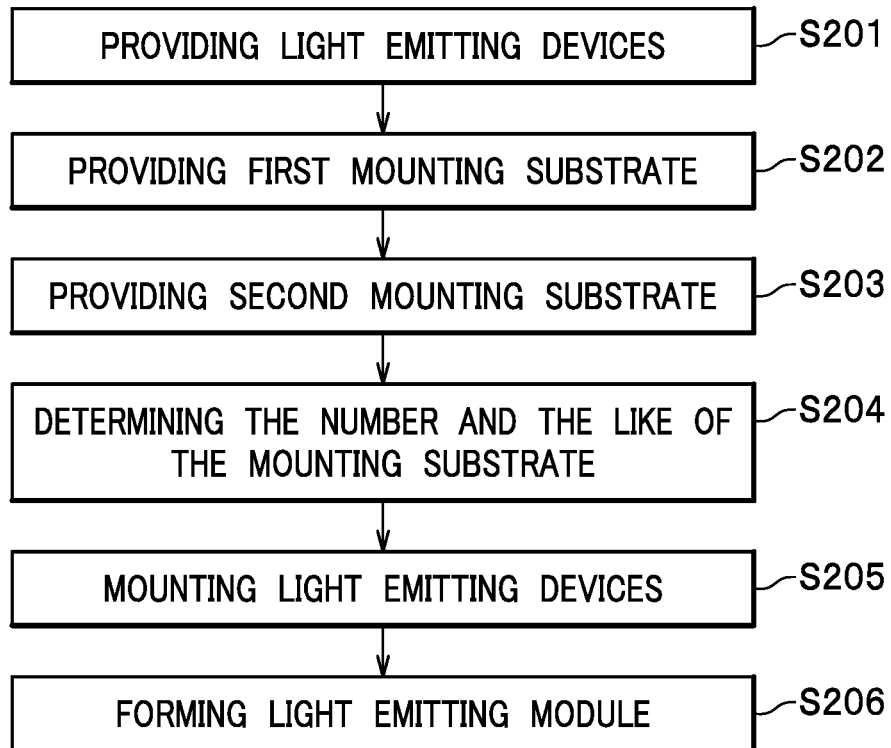 PROVIDING LIGHT EMITTING DEVICES
S201
PROVIDING FIRST MOUNTING SUBSTRATE
S202
PROVIDING SECOND MOUNTING SUBSTRATE
S203
DETERMINING THE NUMBER AND THE LIKE OF
THE MOUNTING SUBSTRATE
S204
MOUNTING LIGHT EMITTING DEVICES
S205
FORMING LIGHT EMITTING MODULE
S206